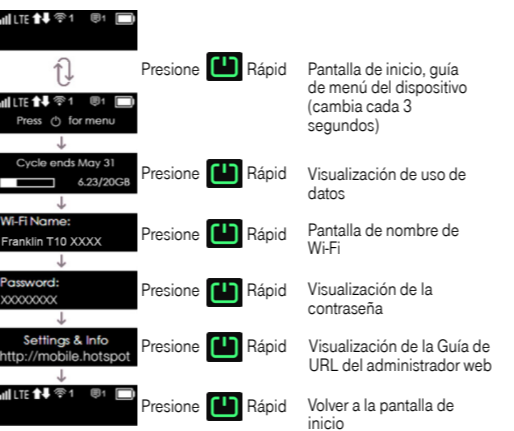 LTE 1 1
Presione Rápid Pantalla de inicio, guía
de menú del dispositivo
(cambia cada 3
segundos)
LTE 1 1
Press for menu
Cycle ends May 31
6.23/20GB
Presione Rápid Visualización de uso de
datos
Wi-Fi Name:
Franklin T10 XXXX
Presione Rápid Pantalla de nombre de
Wi-Fi
Password:
XXXXXXXX
Presione Rápid Visualización de la
contraseña
Settings & Info
http://mobile.hotspot
Presione Rápid Visualización de la Guía de
URL del administrador web
LTE 1 1
Presione Rápid Volver a la pantalla de
inicio